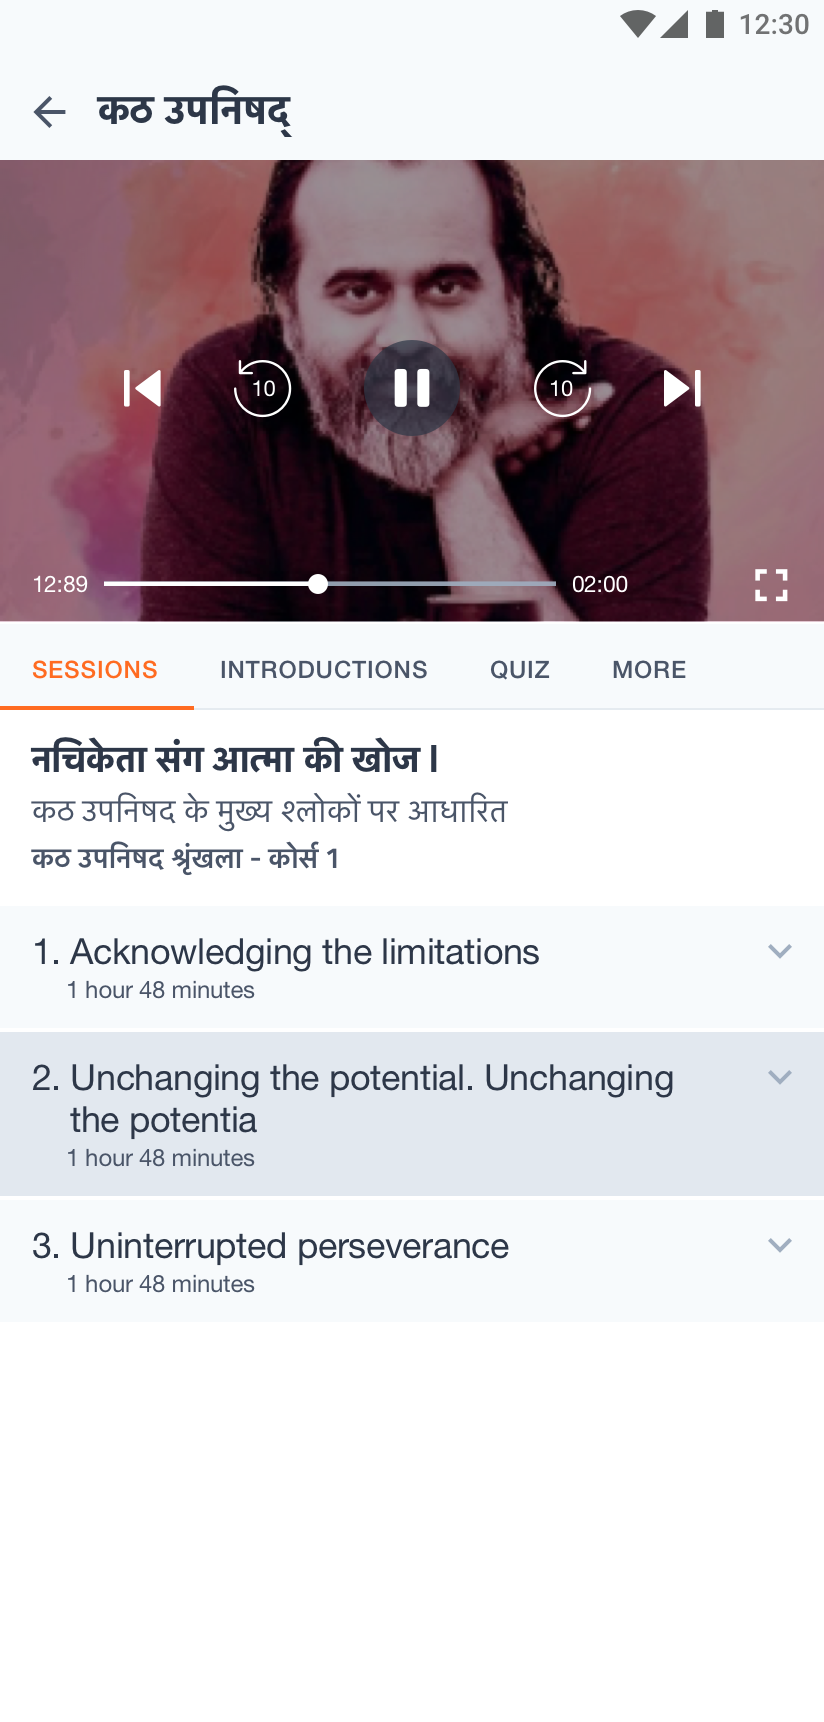 12:30
कठ उपनिषद्
10
10
12:89
02:00
SESSIONS
INTRODUCTIONS
QUIZ
MORE
नचिकेता संग आत्मा की खोज I
कठ उपनिषद के मुख्य श्लोकों पर आधारित
कठ उपनिषद श्रृंखला - कोर्स 1
1. Acknowledging the limitations
1 hour 48 minutes
2. Unchanging the potential. Unchanging
the potentia
1 hour 48 minutes
3. Uninterrupted perseverance
1 hour 48 minutes